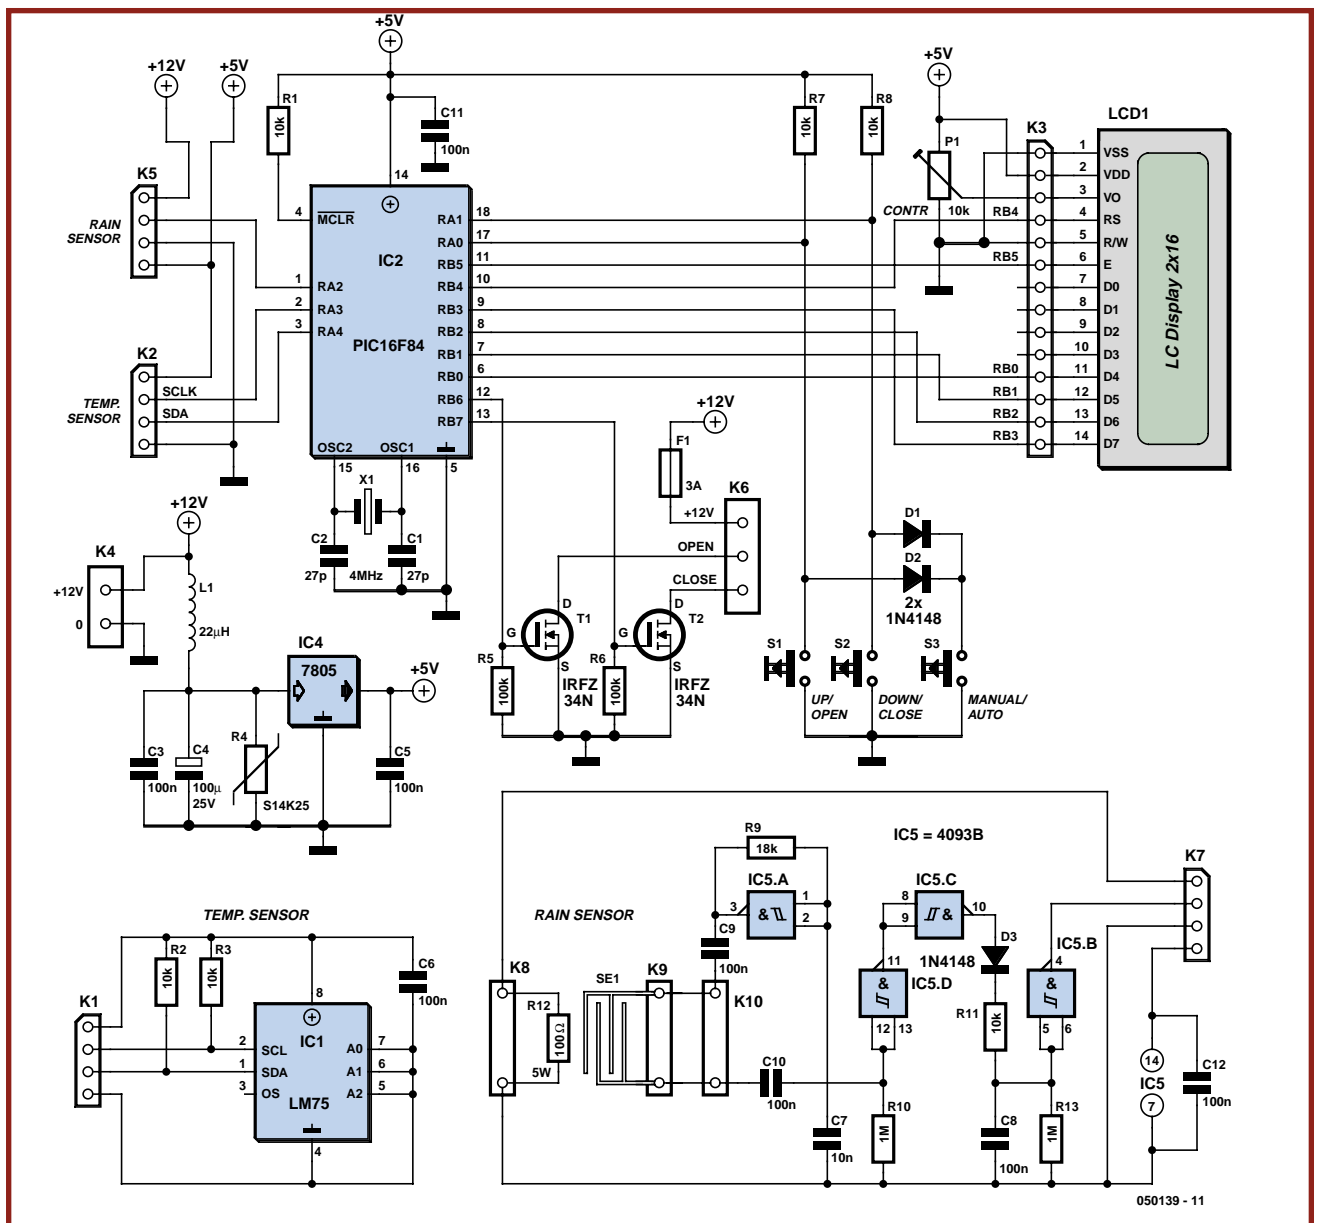 +5V
+12V
+5V
+5V
R1
10k
C11
100n
R7
10k
R8
10k
P1
10k
CONTR
K3
LCD1
LC Display 2x16
1 VSS
2 VDD
3 VO
RB4 4 RS
5 R/W
RB5 6 E
7 D0
8 D1
9 D2
10 D3
RB0 11 D4
RB1 12 D5
RB2 13 D6
RB3 14 D7
K5
RAIN
SENSOR
K2
SCLK
SDA
TEMP.
SENSOR
14
4 MCLR
IC2
PIC16F84
1 RA2
2 RA3
3 RA4
RA1 18
RA0 17
RB5 11
RB4 10
RB3 9
RB2 8
RB1 7
RB0 6
RB6 12
RB7 13
OSC2 OSC1
15 16 5
X1
C2
27p
4MHz
C1
27p
+12V
F1
3A
K6
+12V
OPEN
CLOSE
D
T1
G
S
IRFZ
34N
R5
100k
D
T2
G
S
IRFZ
34N
R6
100k
D1
D2
2x
1N4148
S1
S2
S3
UP/
OPEN
DOWN/
CLOSE
MANUAL/
AUTO
+12V
K4
+12V
0
L1
22µH
IC4
7805
+5V
C3
100n
C4
100µ
25V
R4
S14K25
C5
100n
TEMP. SENSOR
K1
R2
10k
R3
10k
C6
100n
8
IC1
LM75
2 SCL
1 SDA
3 OS
A0 7
A1 6
A2 5
4
RAIN SENSOR
IC5 = 4093B
R9
18k
IC5.A
&
3
1
2
C9
100n
K8
R12
100Ω
5W
SE1
K9
K10
C10
100n
C7
10n
IC5.C
&
8
9
10
IC5.D
&
11
12 13
D3
1N4148
R11
10k
IC5.B
&
4
5 6
R10
1M
C8
100n
R13
1M
K7
14
IC5
7
C12
100n
050139 - 11